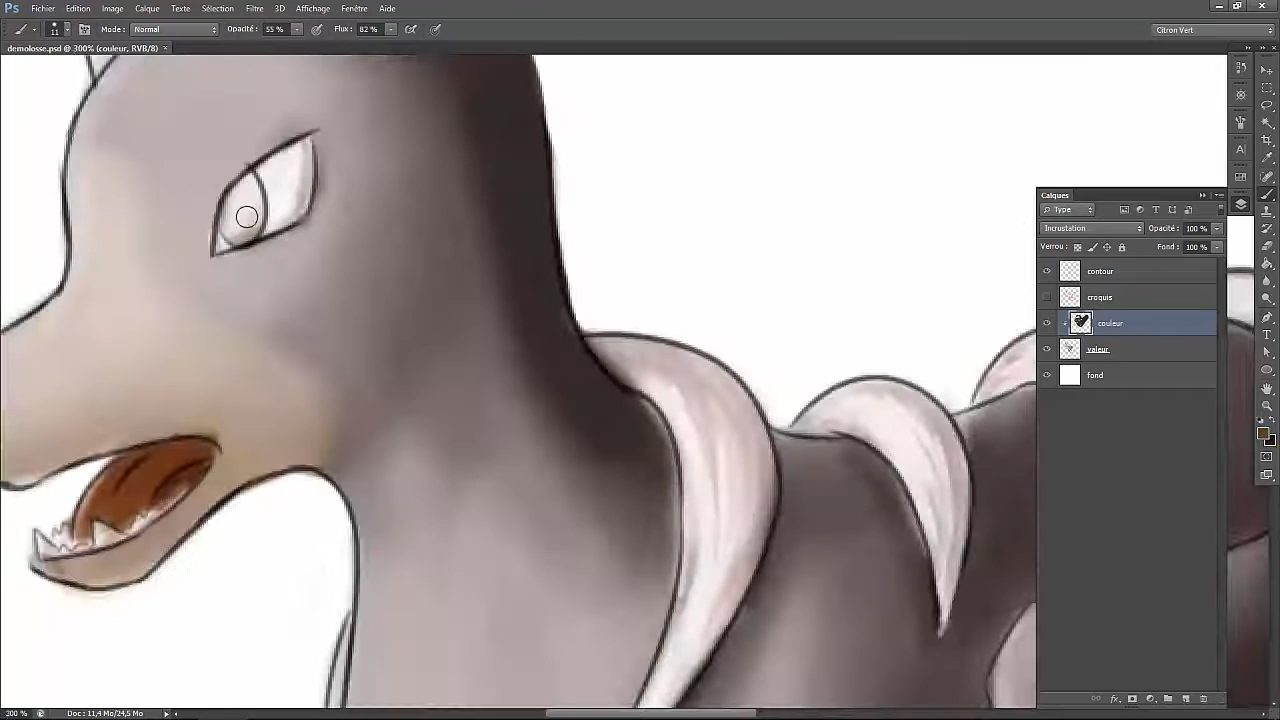 Ps Fichier Edition Image Calque Texte Sélection Filtre 3D Affichage Fenêtre Aide
11 Mode : Normal Opacité : 55 % Flux : 82 % Citron Vert
demolosse.psd @ 300% (couleur, RVB/8) ×
Calques
Type
Incrustation Opacité : 100 %
Verrou : Fond : 100 %
contour
croquis
couleur
valeur
fond
fx
300 % Doc : 11,4 Mo/24,5 Mo